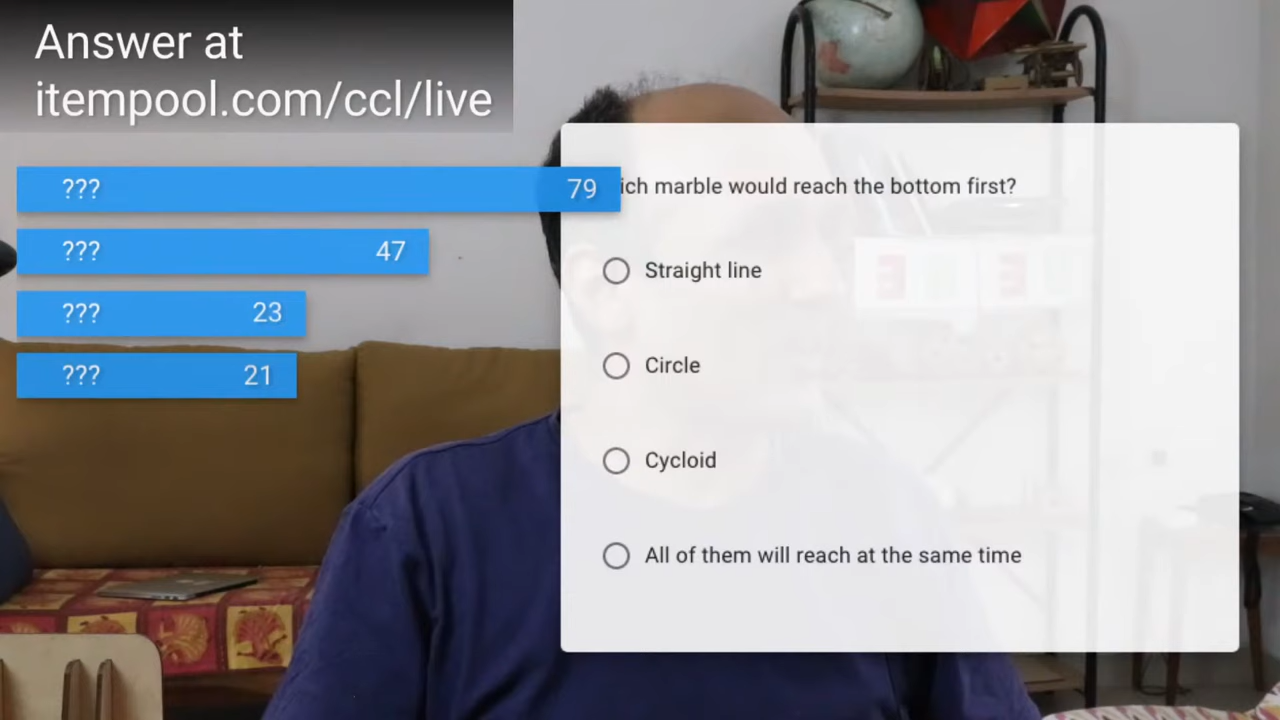 Answer at
itempool.com/ccl/live
??? 79
??? 47
??? 23
??? 21
ich marble would reach the bottom first?
Straight line
Circle
Cycloid
All of them will reach at the same time